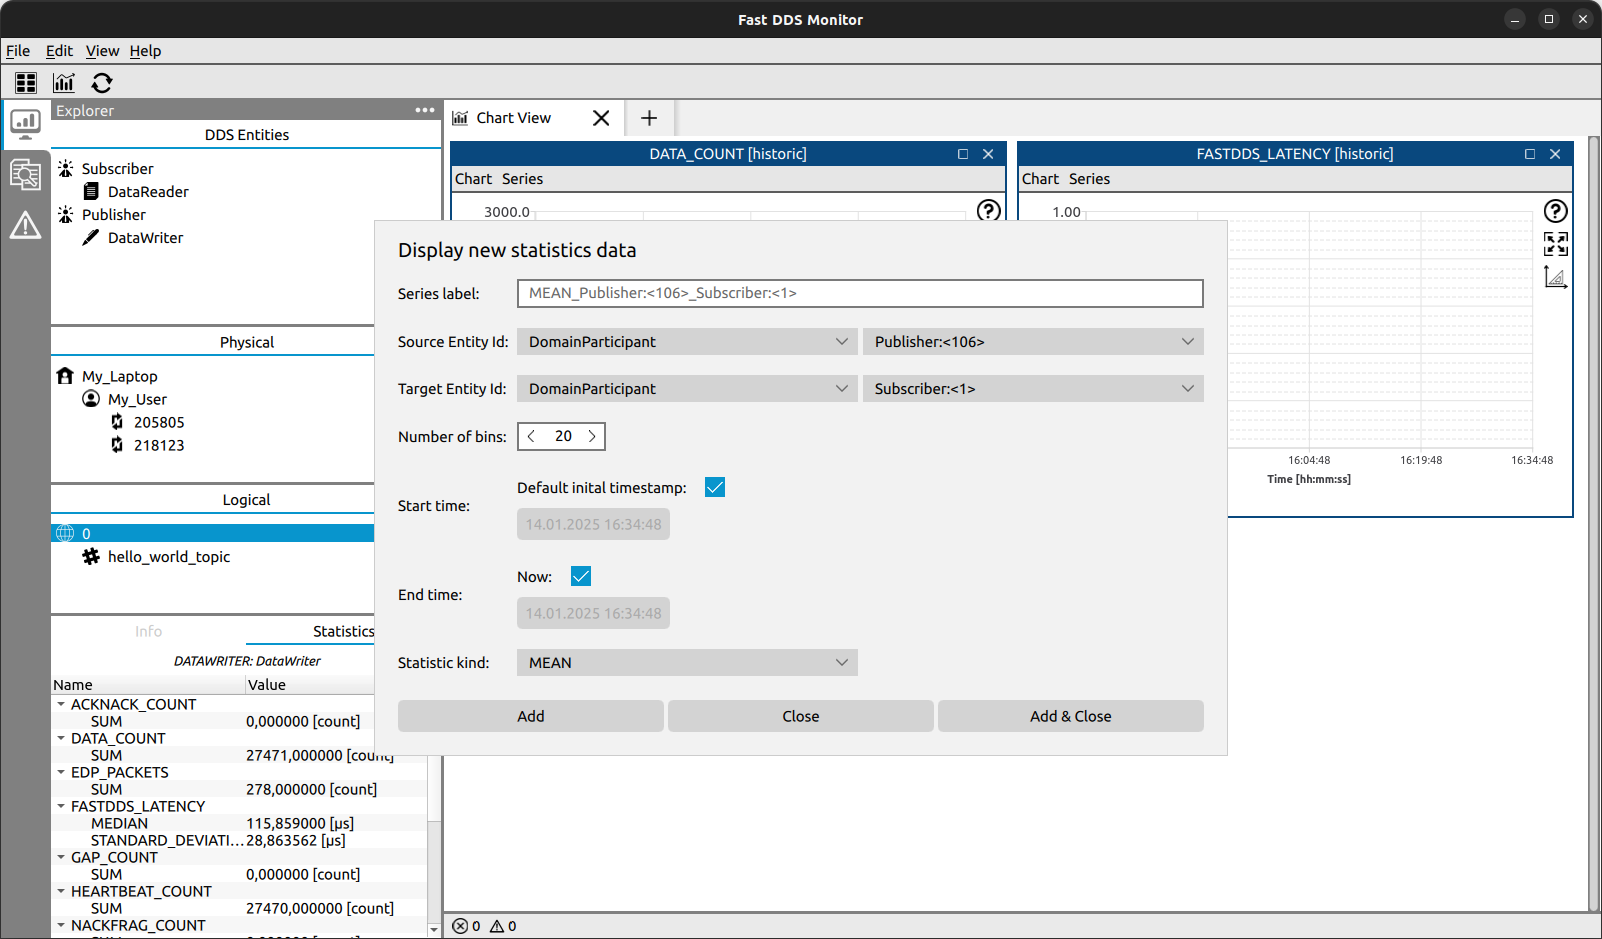 Fast DDS Monitor
File Edit View Help
Explorer
DDS Entities
Subscriber
DataReader
Publisher
DataWriter
Physical
My_Laptop
My_User
205805
218123
Logical
0
hello_world_topic
Info Statistics
DATAWRITER: DataWriter
Name Value
ACKNACK_COUNT
SUM 0,000000 [count]
DATA_COUNT
SUM 27471,000000 [count]
EDP_PACKETS
SUM 278,000000 [count]
FASTDDS_LATENCY
MEDIAN 115,859000 [µs]
STANDARD_DEVIATI... 28,863562 [µs]
GAP_COUNT
SUM 0,000000 [count]
HEARTBEAT_COUNT
SUM 27470,000000 [count]
NACKFRAG_COUNT
Chart View
DATA_COUNT [historic]
Chart Series
3000.0
FASTDDS_LATENCY [historic]
Chart Series
1.00
16:04:48 16:19:48 16:34:48
Time [hh:mm:ss]
Display new statistics data
Series label: MEAN_Publisher:<106>_Subscriber:<1>
Source Entity Id: DomainParticipant Publisher:<106>
Target Entity Id: DomainParticipant Subscriber:<1>
Number of bins: < 20 >
Default inital timestamp:
Start time:
14.01.2025 16:34:48
Now:
End time:
14.01.2025 16:34:48
Statistic kind: MEAN
Add Close Add & Close
0 0